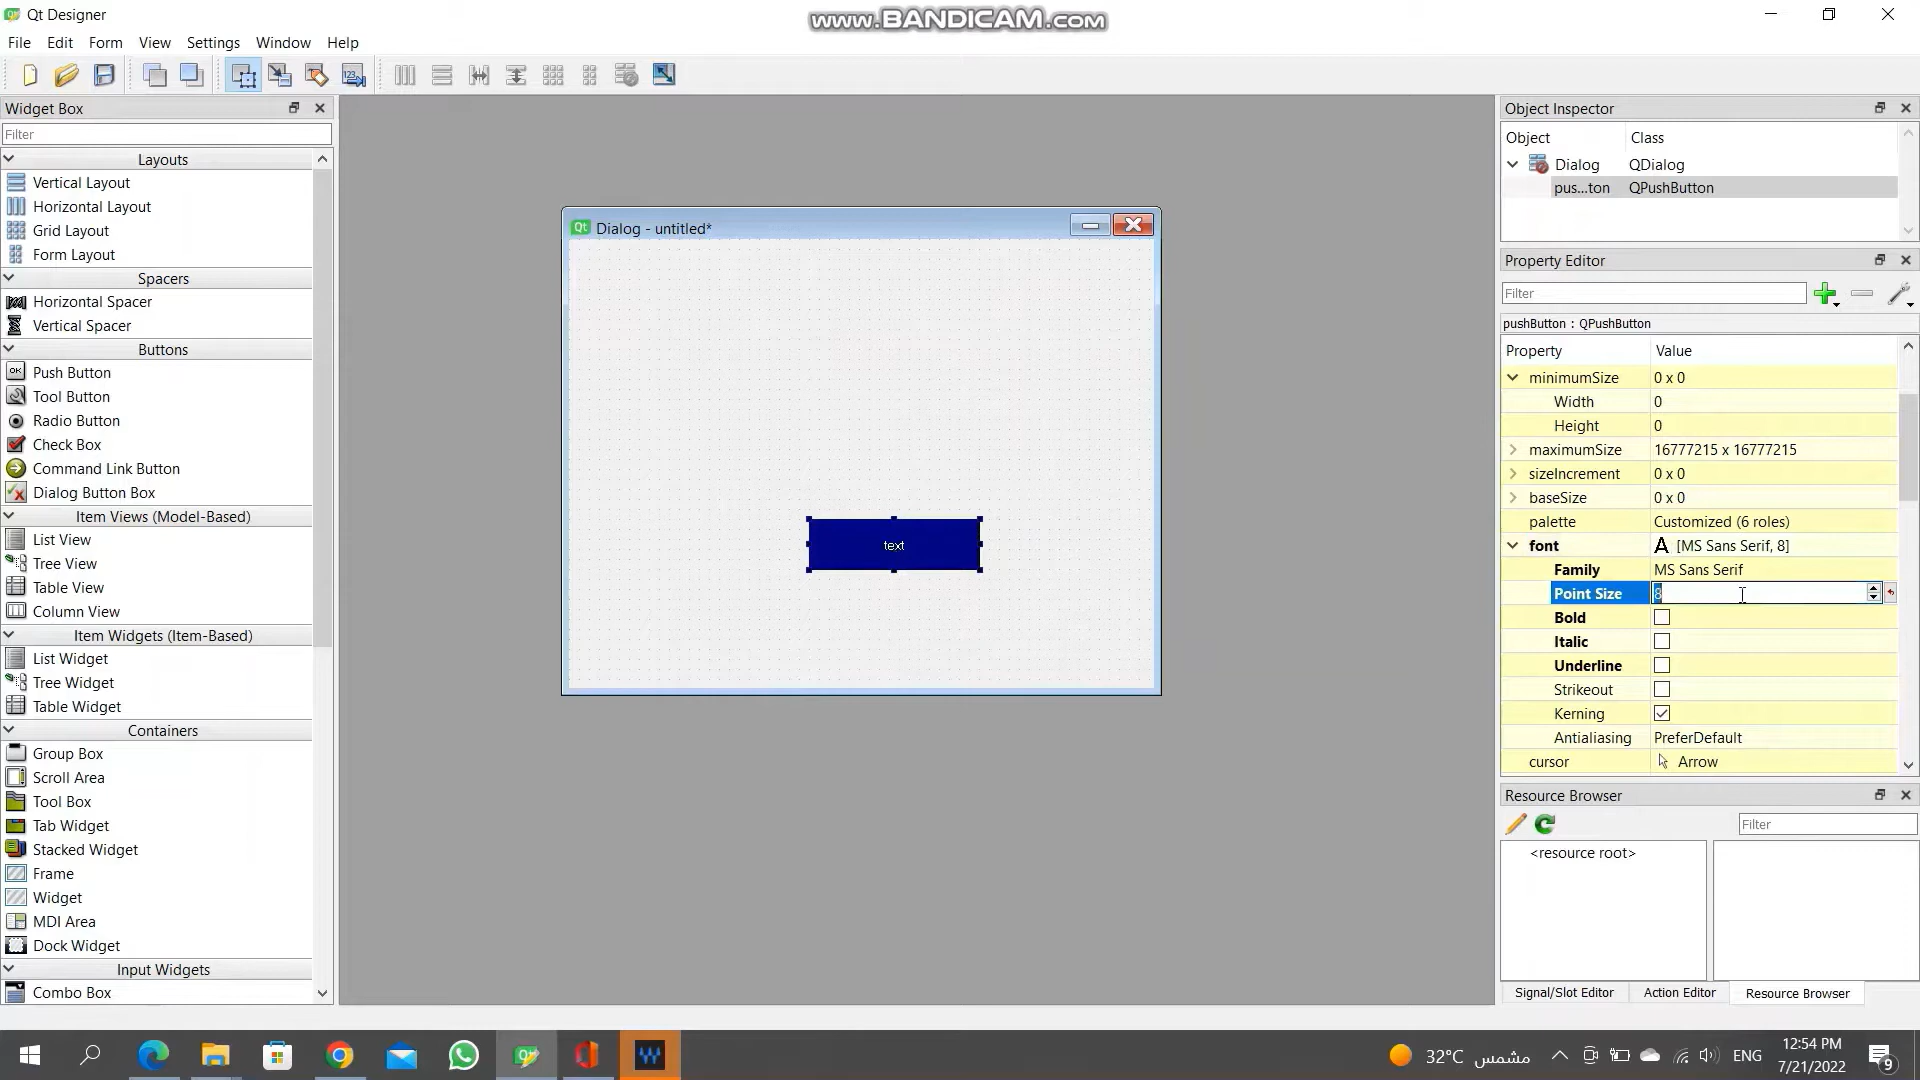 Qt Designer
www.BANDICAM.com
File Edit Form View Settings Window Help
Widget Box
Filter
Layouts
Vertical Layout
Horizontal Layout
Grid Layout
Form Layout
Spacers
Horizontal Spacer
Vertical Spacer
Buttons
Push Button
Tool Button
Radio Button
Check Box
Command Link Button
Dialog Button Box
Item Views (Model-Based)
List View
Tree View
Table View
Column View
Item Widgets (Item-Based)
List Widget
Tree Widget
Table Widget
Containers
Group Box
Scroll Area
Tool Box
Tab Widget
Stacked Widget
Frame
Widget
MDI Area
Dock Widget
Input Widgets
Combo Box
Qt Dialog - untitled*
text
Object Inspector
Object Class
Dialog QDialog
pus...ton QPushButton
Property Editor
Filter
pushButton : QPushButton
Property Value
minimumSize 0 x 0
Width 0
Height 0
maximumSize 16777215 x 16777215
sizeIncrement 0 x 0
baseSize 0 x 0
palette Customized (6 roles)
font A [MS Sans Serif, 8]
Family MS Sans Serif
Point Size 8
Bold
Italic
Underline
Strikeout
Kerning
Antialiasing PreferDefault
cursor Arrow
Resource Browser
Filter
<resource root>
Signal/Slot Editor Action Editor Resource Browser
32°C مشمس ENG 12:54 PM
7/21/2022
9